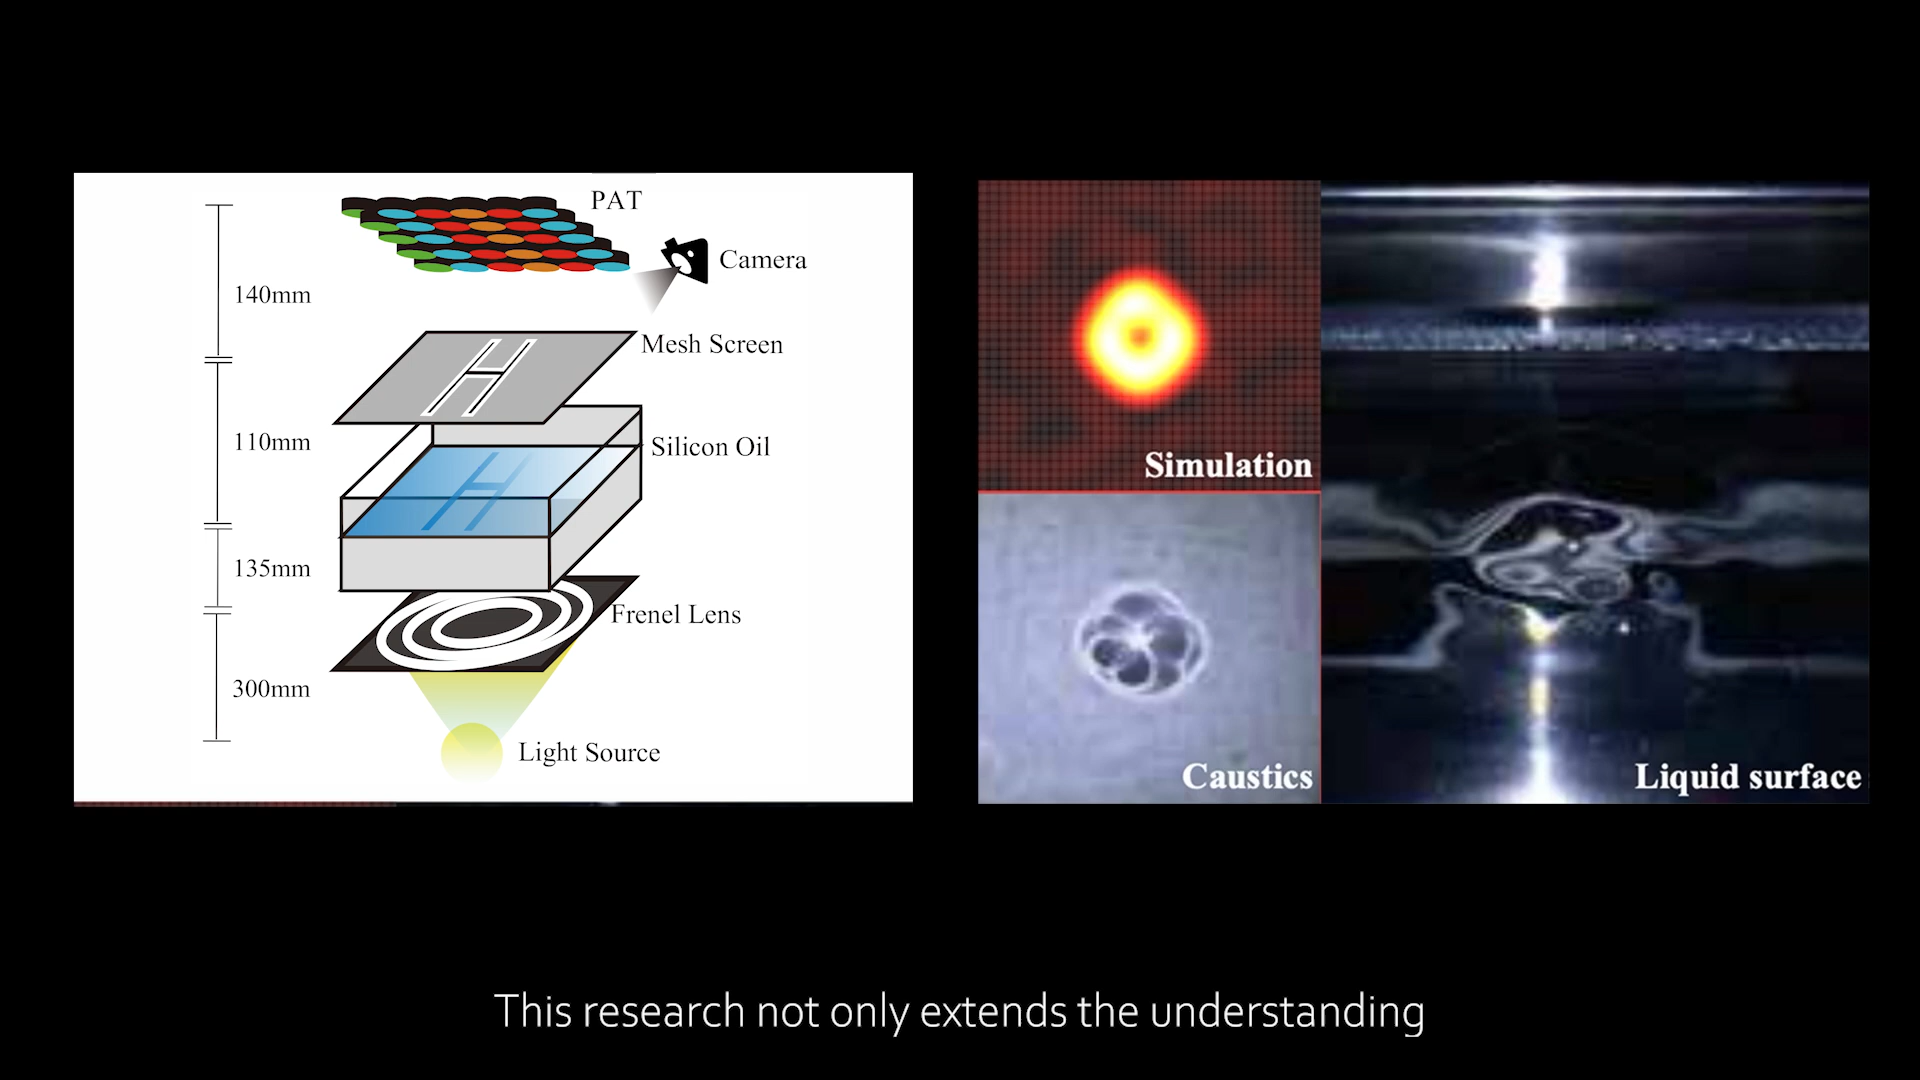 PAT
Camera
140mm
Mesh Screen
110mm
Silicon Oil
135mm
Frenel Lens
300mm
Light Source
H
H
Simulation
Caustics
Liquid surface
This research not only extends the understanding